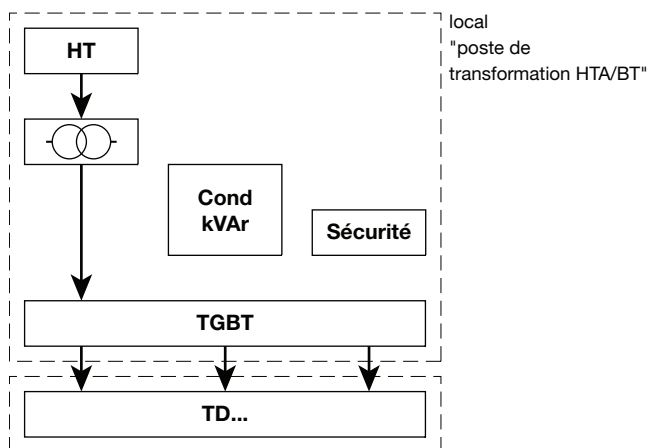 local
"poste de
transformation HTA/BT"
HT
Cond
kVAr
Sécurité
TGBT
TD...